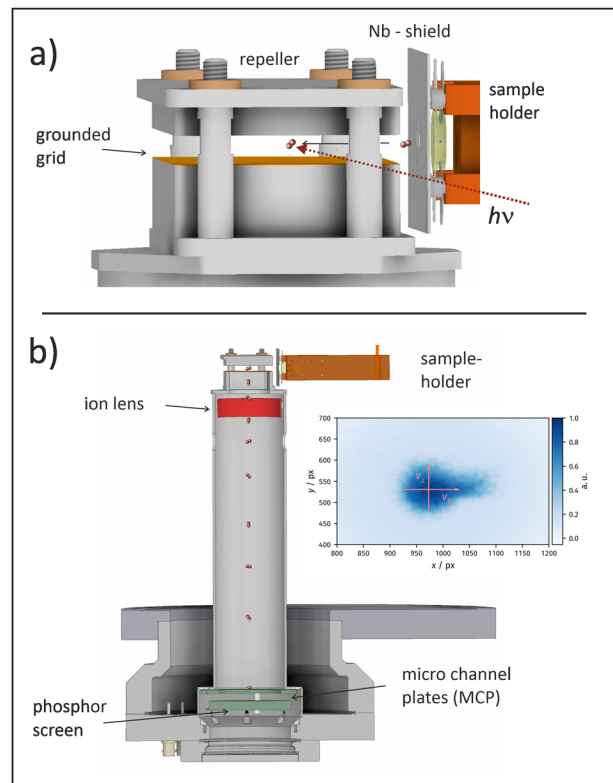 a)
repeller
Nb - shield
sample
holder
grounded
grid
hν
b)
sample-
holder
ion lens
700
650
600
550
500
450
400
y / px
800
850
900
950
1000
1050
1100
1150
1200
x / px
v⊥
1.0
0.8
0.6
0.4
0.2
0.0
a.u.
micro channel
plates (MCP)
phosphor
screen